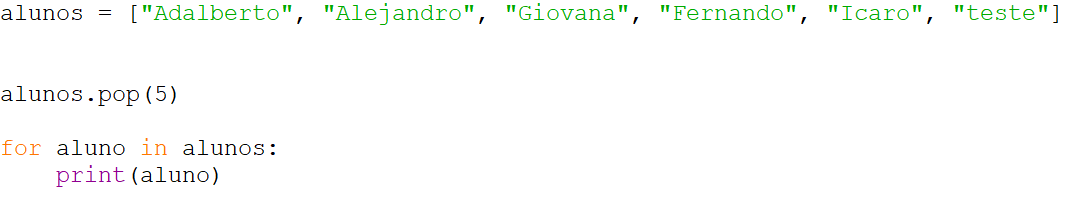 alunos = ["Adalberto", "Alejandro", "Giovana", "Fernando", "Icaro", "teste"]
alunos.pop(5)
for aluno in alunos:
    print(aluno)